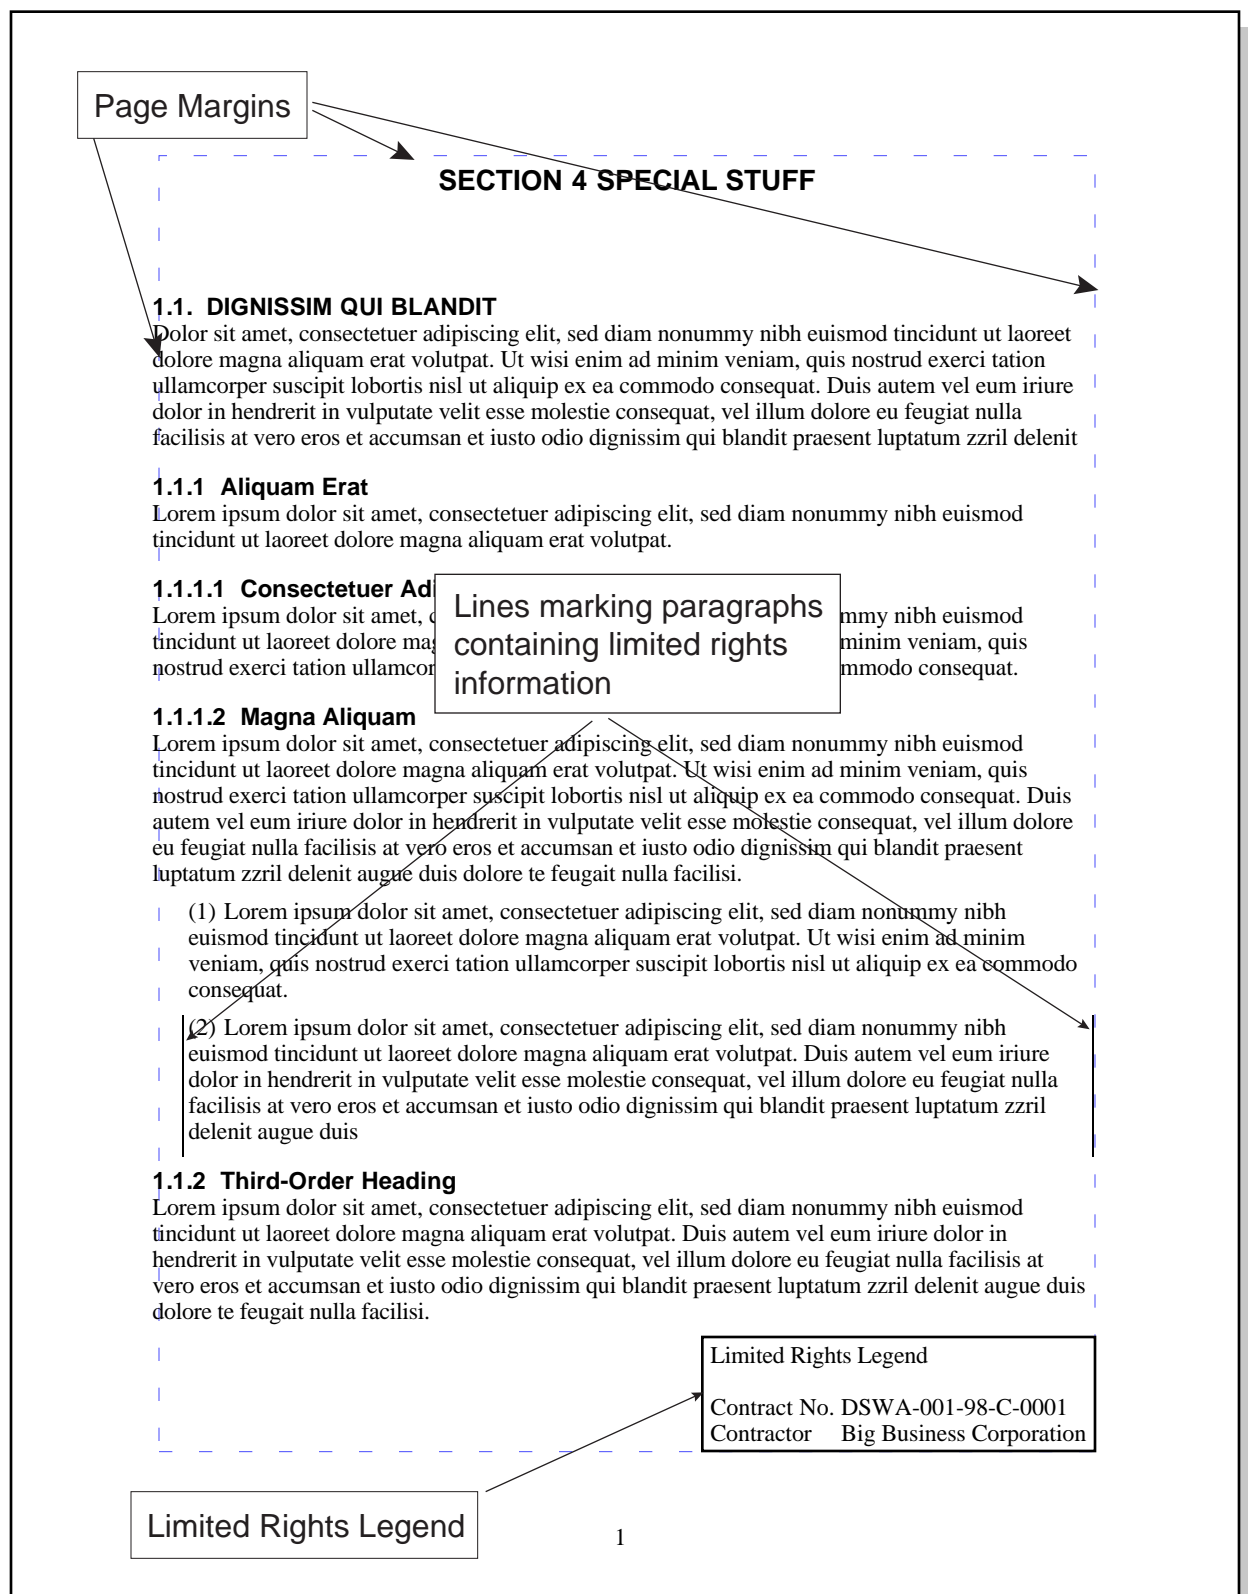 Page Margins
SECTION 4 SPECIAL STUFF
1.1. DIGNISSIM QUI BLANDIT
Dolor sit amet, consectetuer adipiscing elit, sed diam nonummy nibh euismod tincidunt ut laoreet
dolore magna aliquam erat volutpat. Ut wisi enim ad minim veniam, quis nostrud exerci tation
ullamcorper suscipit lobortis nisl ut aliquip ex ea commodo consequat. Duis autem vel eum iriure
dolor in hendrerit in vulputate velit esse molestie consequat, vel illum dolore eu feugiat nulla
facilisis at vero eros et accumsan et iusto odio dignissim qui blandit praesent luptatum zzril delenit
1.1.1 Aliquam Erat
Lorem ipsum dolor sit amet, consectetuer adipiscing elit, sed diam nonummy nibh euismod
tincidunt ut laoreet dolore magna aliquam erat volutpat.
1.1.1.1 Consectetuer
Lorem ipsum dolor sit amet, nibh euismod
tincidunt ut laoreet dolore minim veniam, quis
nostrud exerci tation consequat.
Lines marking paragraphs
containing limited rights
information
1.1.1.2 Magna Aliquam
Lorem ipsum dolor sit amet, consectetuer adipiscing elit, sed diam nonummy nibh euismod
tincidunt ut laoreet dolore magna aliquam erat volutpat. Ut wisi enim ad minim veniam, quis
nostrud exerci tation ullamcorper suscipit lobortis nisl ut aliquip ex ea commodo consequat. Duis
autem vel eum iriure dolor in hendrerit in vulputate velit esse molestie consequat, vel illum dolore
eu feugiat nulla facilisis at vero eros et accumsan et iusto odio dignissim qui blandit praesent
luptatum zzril delenit augue duis dolore te feugait nulla facilisi.
(1) Lorem ipsum dolor sit amet, consectetuer adipiscing elit, sed diam nonummy nibh
euismod tincidunt ut laoreet dolore magna aliquam erat volutpat. Ut wisi enim ad minim
veniam, quis nostrud exerci tation ullamcorper suscipit lobortis nisl ut aliquip ex ea commodo
consequat.
(2) Lorem ipsum dolor sit amet, consectetuer adipiscing elit, sed diam nonummy nibh
euismod tincidunt ut laoreet dolore magna aliquam erat volutpat. Duis autem vel eum iriure
dolor in hendrerit in vulputate velit esse molestie consequat, vel illum dolore eu feugiat nulla
facilisis at vero eros et accumsan et iusto odio dignissim qui blandit praesent luptatum zzril
delenit augue duis
1.1.2 Third-Order Heading
Lorem ipsum dolor sit amet, consectetuer adipiscing elit, sed diam nonummy nibh euismod
tincidunt ut laoreet dolore magna aliquam erat volutpat. Duis autem vel eum iriure dolor in
hendrerit in vulputate velit esse molestie consequat, vel illum dolore eu feugiat nulla facilisis at
vero eros et accumsan et iusto odio dignissim qui blandit praesent luptatum zzril delenit augue duis
dolore te feugait nulla facilisi.
Limited Rights Legend
Contract No. DSWA-001-98-C-0001
Contractor Big Business Corporation
Limited Rights Legend
1